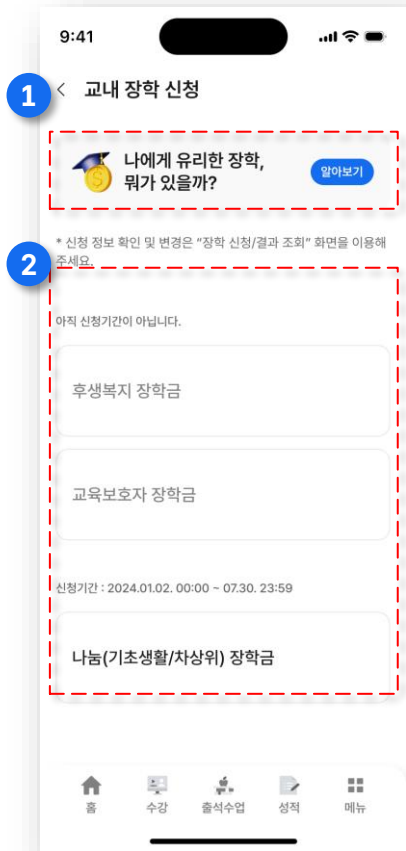 9:41
1
교내 장학 신청
나에게 유리한 장학,
뭐가 있을까?
알아보기
* 신청 정보 확인 및 변경은 “장학 신청/결과 조회” 화면을 이용해
주세요.
2
아직 신청기간이 아닙니다.
후생복지 장학금
교육보호자 장학금
신청기간 : 2024.01.02. 00:00 ~ 07.30. 23:59
나눔(기초생활/차상위) 장학금
홈 수강 출석수업 성적 메뉴